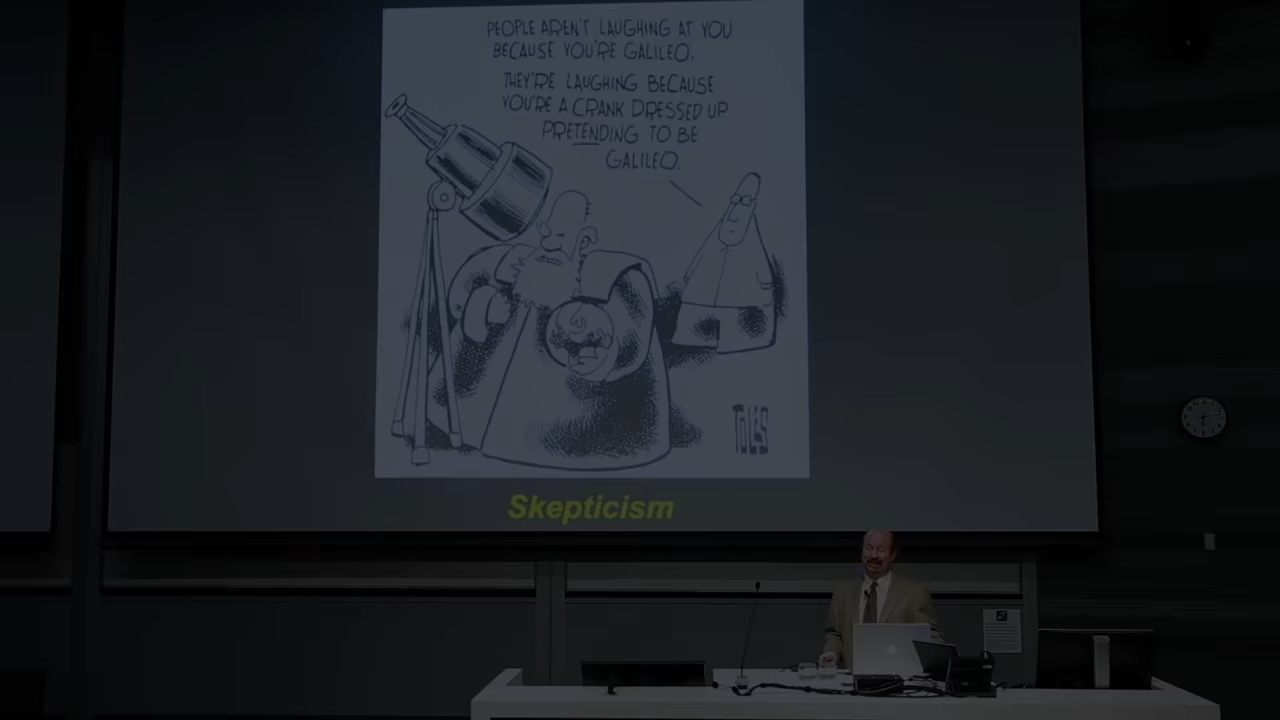 PEOPLE AREN'T LAUGHING AT YOU
BECAUSE YOU'RE GALILEO.
THEY'RE LAUGHING BECAUSE
YOU'RE A CRANK DRESSED UP
PRETENDING TO BE
GALILEO.
TOLES
Skepticism